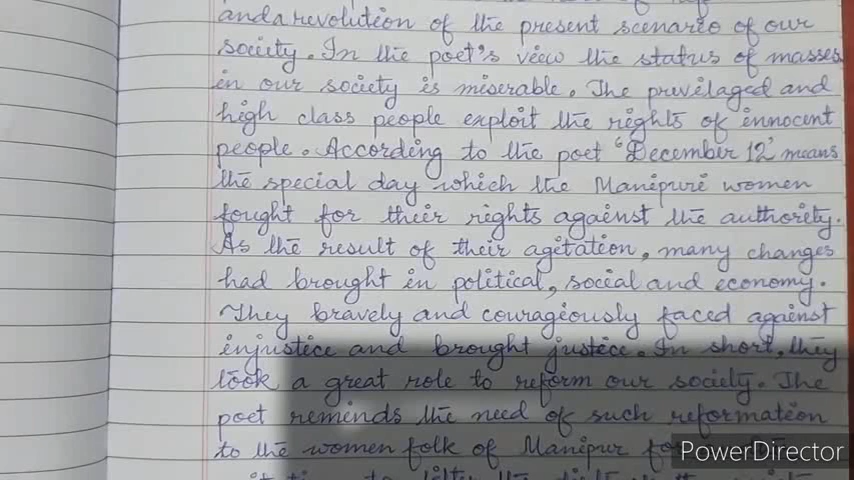 and a revolution of the present scenario of our
society. In the poet's view the status of masses
in our society is miserable. The previlaged and
high class people exploit the rights of innocent
people. According to the poet 'December 12' means
the special day which the Manipuri women
fought for their rights against the authority.
As the result of their agitation, many changes
had brought in political, social and economy.
They bravely and courageously faced against
injustice and brought justice. In short, they
took a great role to reform our society. The
poet reminds the need of such reformation
to the women folk of Manipur
PowerDirector